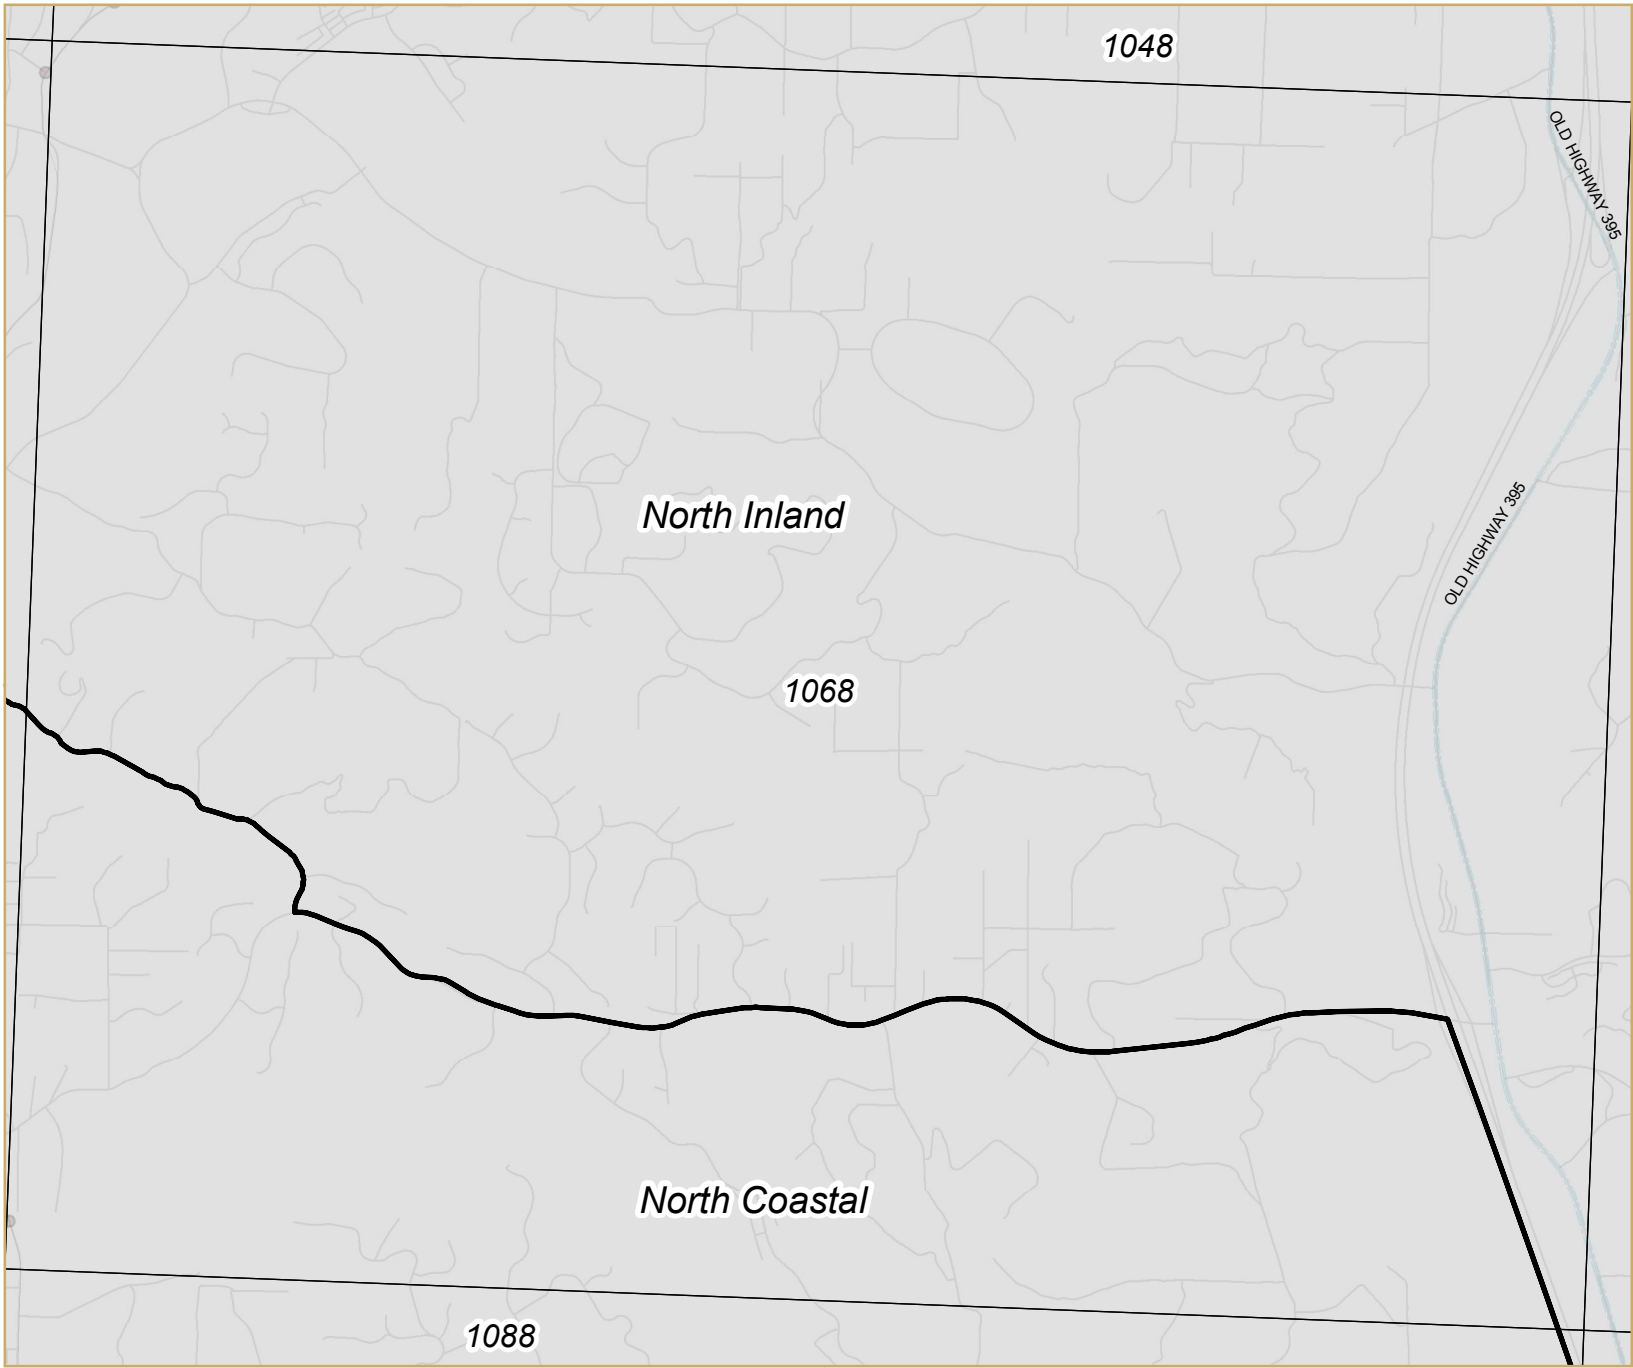 1048
OLD HIGHWAY 395
OLD HIGHWAY 395
North Inland
1068
North Coastal
1088